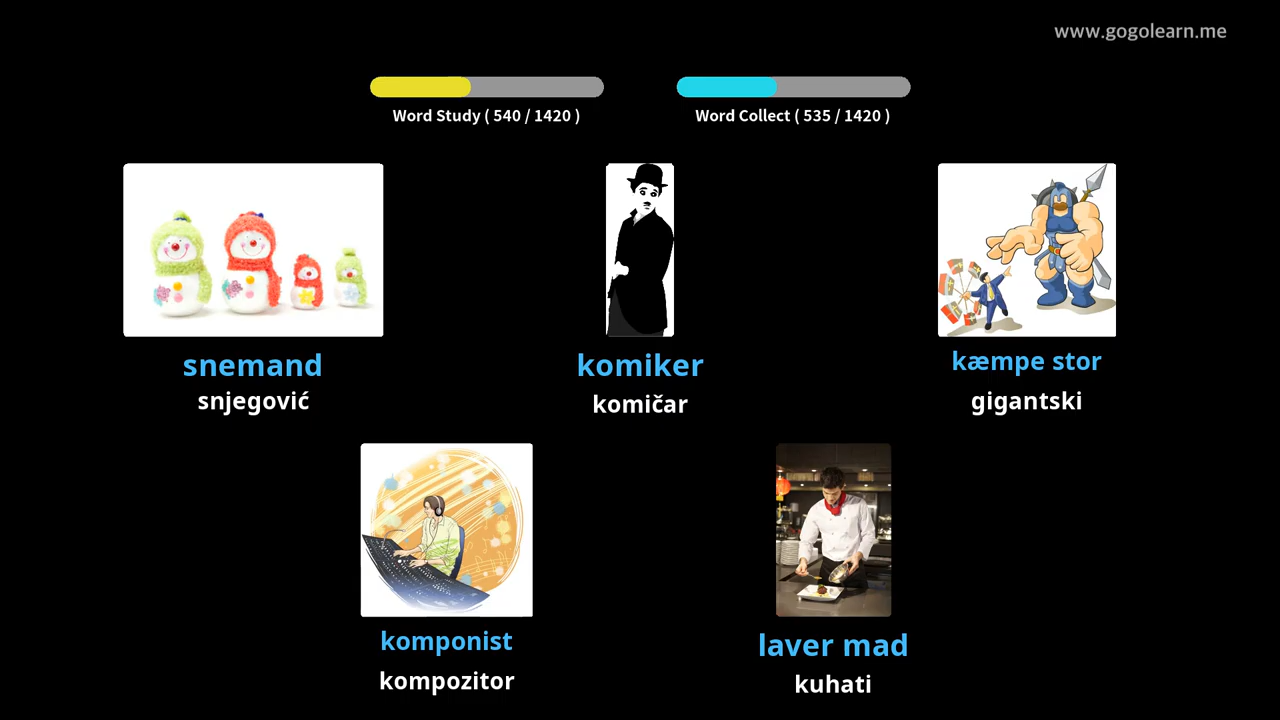 www.gogolearn.me
Word Study ( 540 / 1420 )
Word Collect ( 535 / 1420 )
snemand
snjegović
komiker
komičar
kæmpe stor
gigantski
komponist
kompozitor
laver mad
kuhati